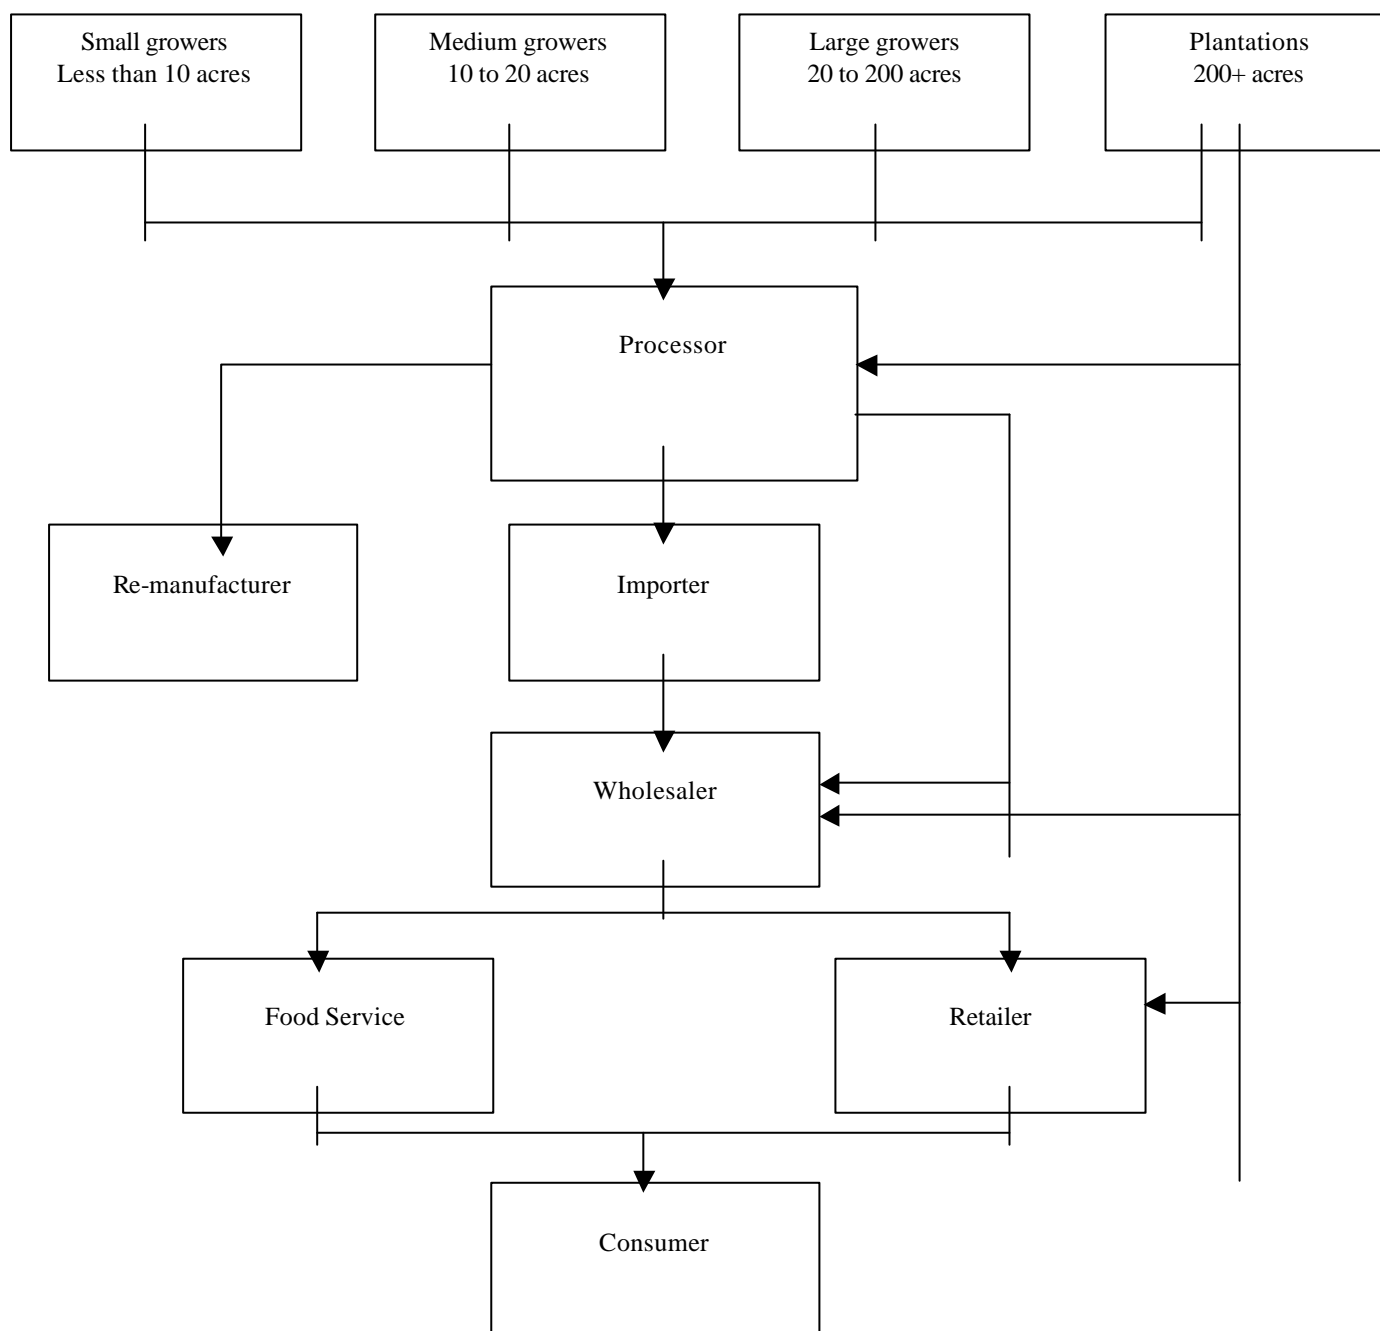 Small growers
Less than 10 acres
Medium growers
10 to 20 acres
Large growers
20 to 200 acres
Plantations
200+ acres
Processor
Re-manufacturer
Importer
Wholesaler
Food Service
Retailer
Consumer